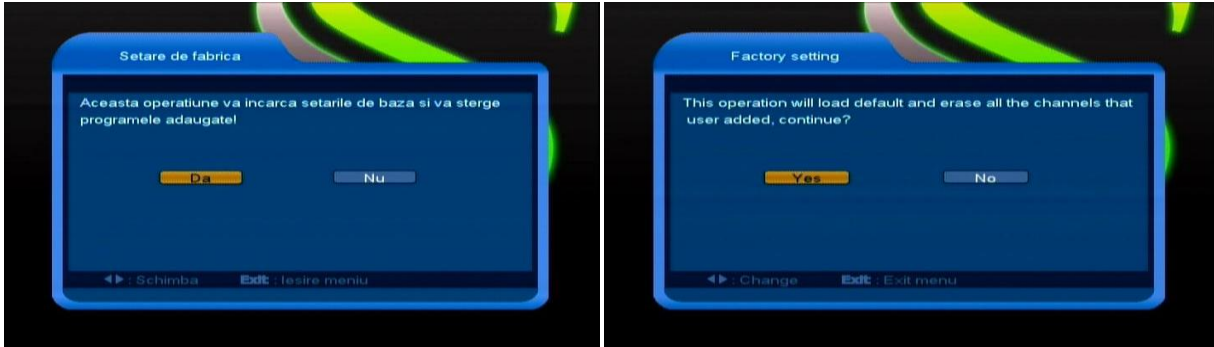 Setare de fabrica
Aceasta operatiune va incarca setarile de baza si va sterge
programele adaugate!
Da
Nu
◀▶ : Schimba Exit : Iesire meniu
Factory setting
This operation will load default and erase all the channels that
user added, continue?
Yes
No
◀▶ : Change Exit : Exit menu